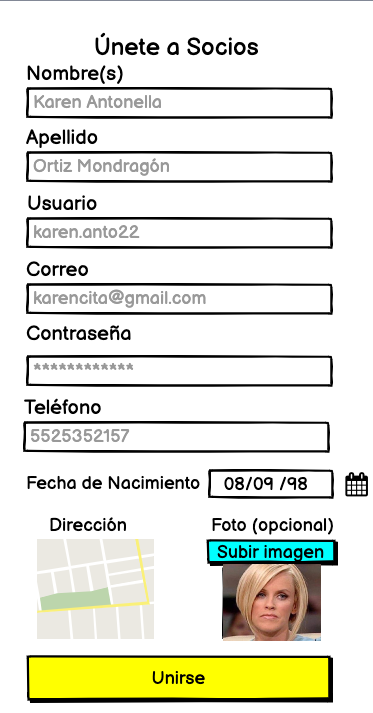 Únete a Socios
Nombre(s)
Karen Antonella
Apellido
Ortiz Mondragón
Usuario
karen.anto22
Correo
karencita@gmail.com
Contraseña
************
Teléfono
5525352157
Fecha de Nacimiento 08/09 /98
Dirección Foto (opcional)
Subir imagen
Unirse